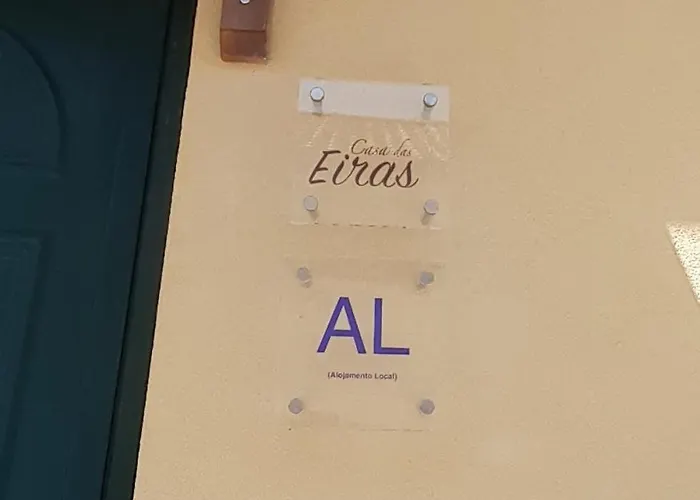 Casa das
Eiras
AL
(Alojamento Local)